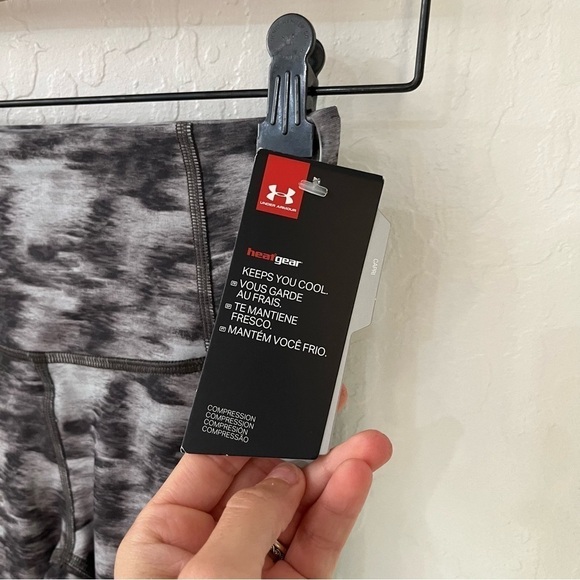 UNDER ARMOUR
heatgear
KEEPS YOU COOL.
FR VOUS GARDE
AU FRAIS.
TE MANTIENE
FRESCO.
MANTÉM VOCÊ FRIO.
COMPRESSION
COMPRESSION
COMPRESIÓN
COMPRESSÃO
CAPRI